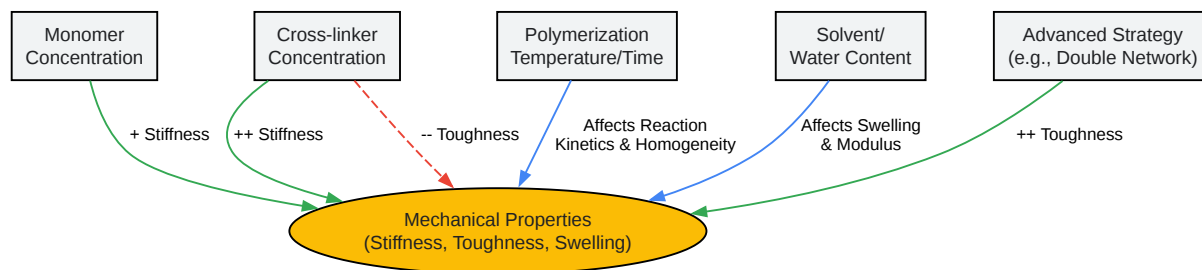 Monomer
Concentration
Cross-linker
Concentration
Polymerization
Temperature/Time
Solvent/
Water Content
Advanced Strategy
(e.g., Double Network)
+ Stiffness
++ Stiffness
-- Toughness
Affects Reaction
Kinetics & Homogeneity
Affects Swelling
& Modulus
++ Toughness
Mechanical Properties
(Stiffness, Toughness, Swelling)